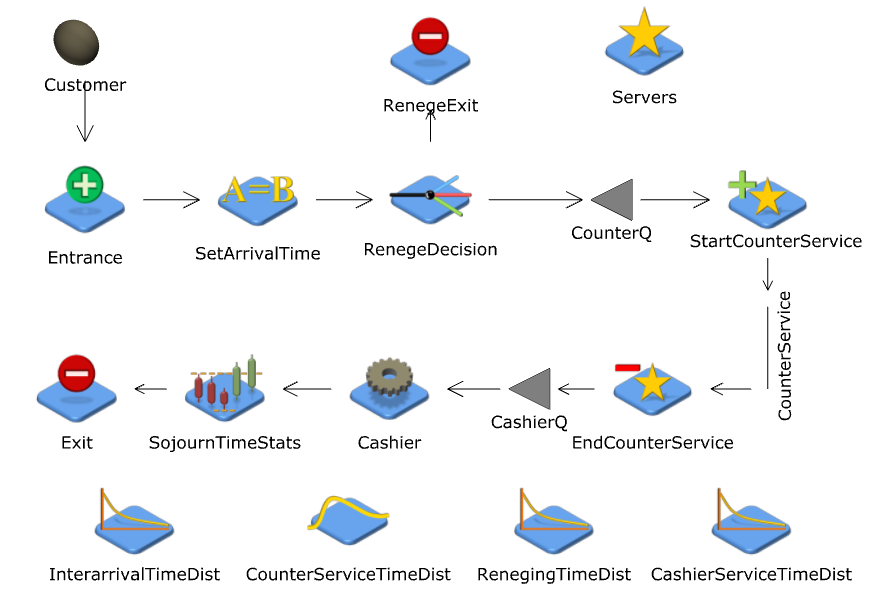 Customer
RenegeExit
Servers
A=B
Entrance
SetArrivalTime
RenegeDecision
CounterQ
StartCounterService
CounterService
Exit
SojournTimeStats
Cashier
CashierQ
EndCounterService
InterarrivalTimeDist
CounterServiceTimeDist
RenegingTimeDist
CashierServiceTimeDist